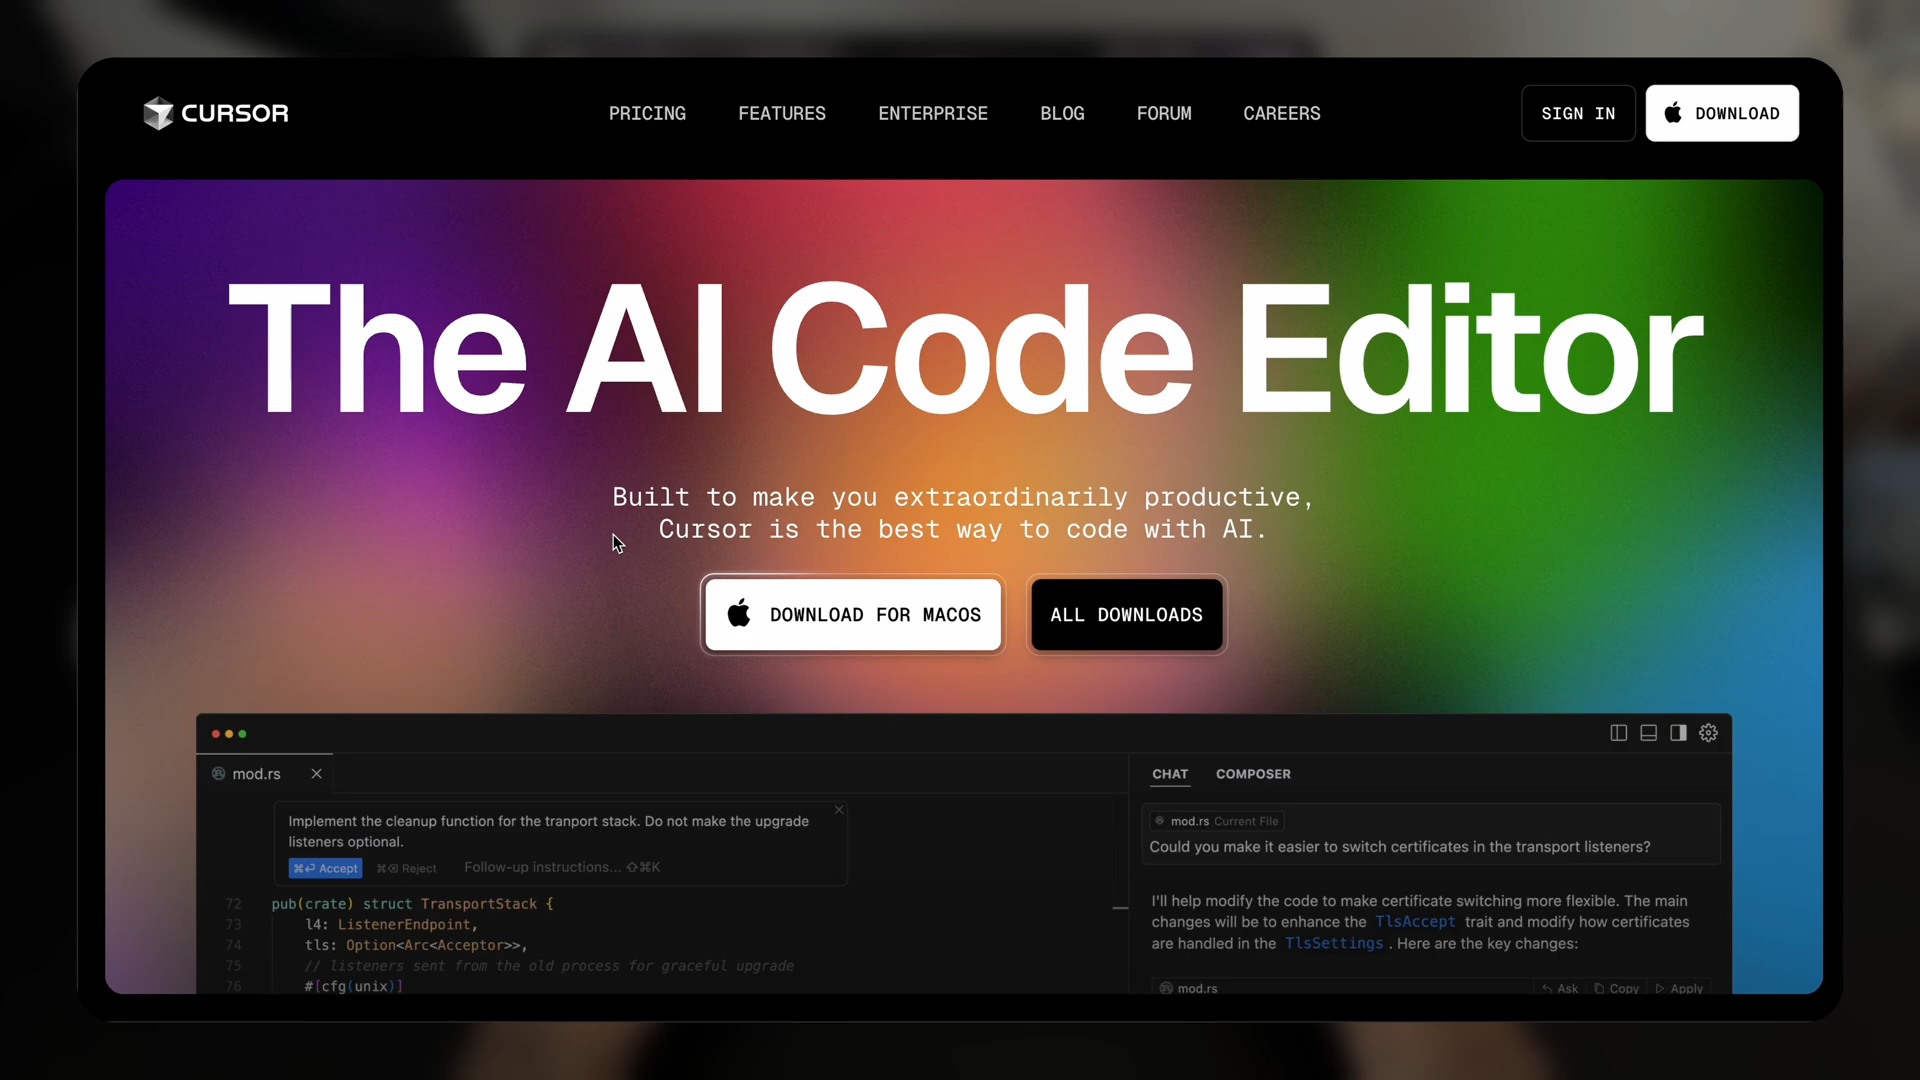 CURSOR
PRICING
FEATURES
ENTERPRISE
BLOG
FORUM
CAREERS
SIGN IN
DOWNLOAD
The AI Code Editor
Built to make you extraordinarily productive,
Cursor is the best way to code with AI.
DOWNLOAD FOR MACOS
ALL DOWNLOADS
mod.rs
Implement the cleanup function for the tranport stack. Do not make the upgrade
listeners optional.
⌘⏎ Accept
⌘⌫ Reject
Follow-up instructions... ⇧⌘K
72 pub(crate) struct TransportStack {
73 l4: ListenerEndpoint,
74 tls: Option<Arc<Acceptor>>,
75 // listeners sent from the old process for graceful upgrade
76 #[cfg(unix)]
CHAT
COMPOSER
mod.rs Current File
Could you make it easier to switch certificates in the transport listeners?
I'll help modify the code to make certificate switching more flexible. The main
changes will be to enhance the TlsAccept trait and modify how certificates
are handled in the TlsSettings . Here are the key changes:
mod.rs
Ask
Copy
Apply